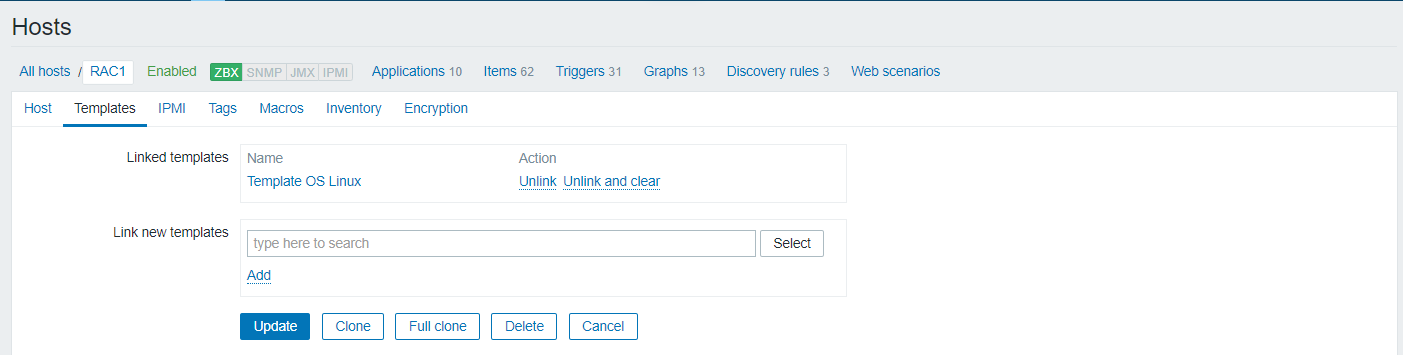 Hosts
All hosts / RAC1 Enabled ZBX SNMP JMX IPMI Applications 10 Items 62 Triggers 31 Graphs 13 Discovery rules 3 Web scenarios
Host Templates IPMI Tags Macros Inventory Encryption
Linked templates Name Action
Template OS Linux Unlink Unlink and clear
Link new templates type here to search Select
Add
Update Clone Full clone Delete Cancel